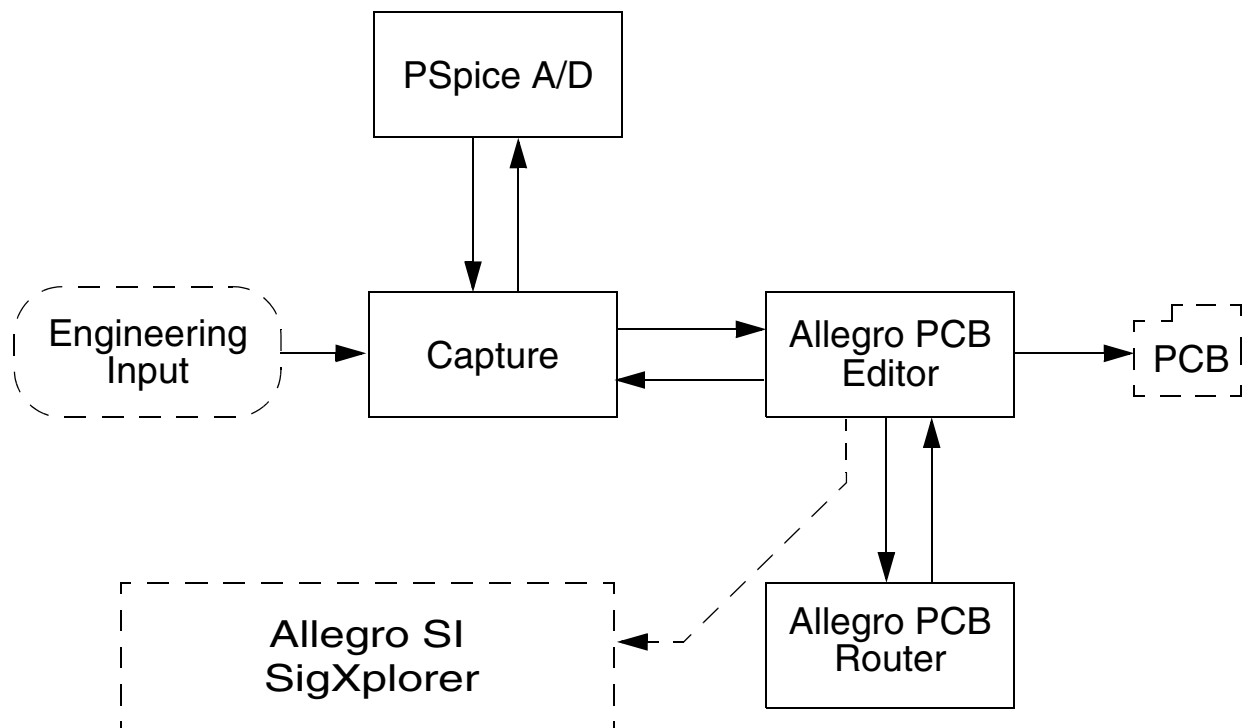 PSpice A/D
Engineering
Input
Capture
Allegro PCB
Editor
PCB
Allegro SI
SigXplorer
Allegro PCB
Router